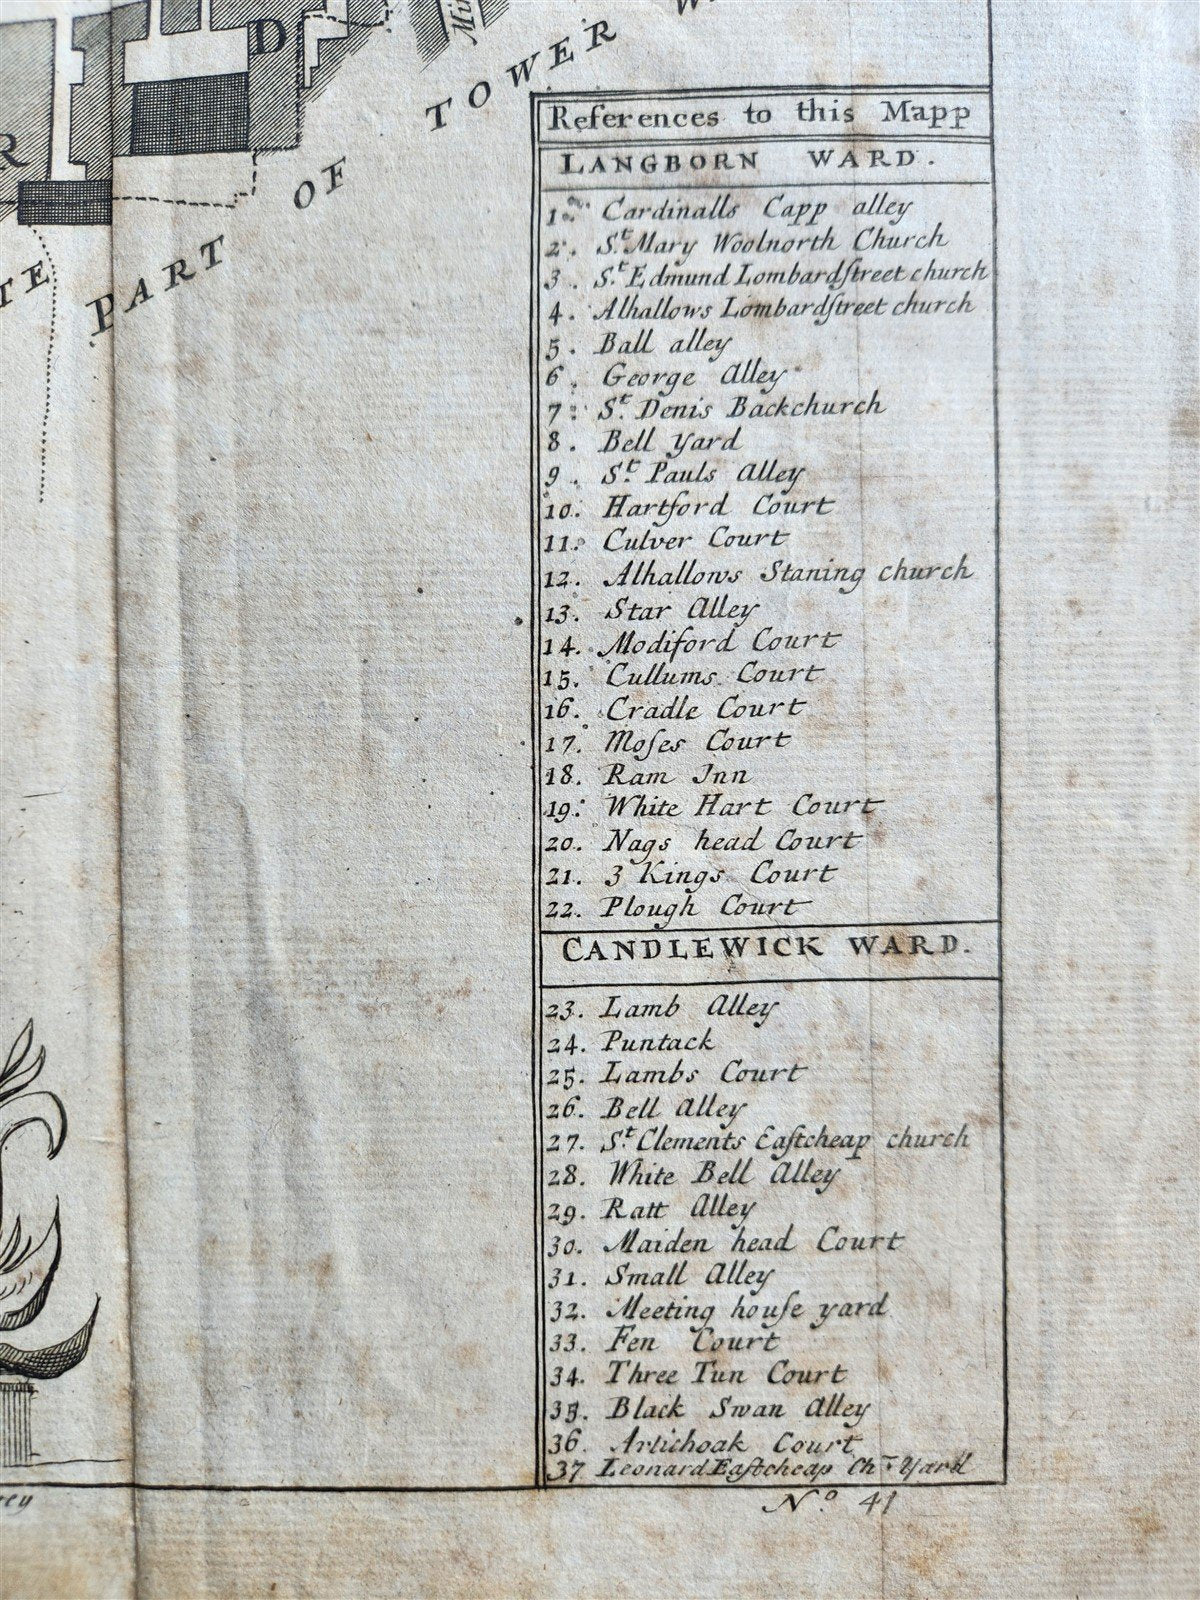 D
TOWER W
PART OF
R
TE
References to this Mapp
LANGBORN WARD.
1. Cardinalls Capp alley
2. St. Mary Woolnorth Church
3. St. Edmund Lombardſtreet church
4. Alhallows Lombardſtreet church
5. Ball alley
6. George Alley
7. St. Denis Backchurch
8. Bell Yard
9. St. Pauls Alley
10. Hartford Court
11. Culver Court
12. Alhallows Staning church
13. Star Alley
14. Modiford Court
15. Cullums Court
16. Cradle Court
17. Moſes Court
18. Ram Inn
19. White Hart Court
20. Nags head Court
21. 3 Kings Court
22. Plough Court
CANDLEWICK WARD.
23. Lamb Alley
24. Puntack
25. Lambs Court
26. Bell Alley
27. St. Clements Eaſtcheap church
28. White Bell Alley
29. Ratt Alley
30. Maiden head Court
31. Small Alley
32. Meeting houſe yard
33. Fen Court
34. Three Tun Court
35. Black Swan Alley
36. Artichoak Court
37 Leonard Eaſtcheap Ch. Yard
No. 41